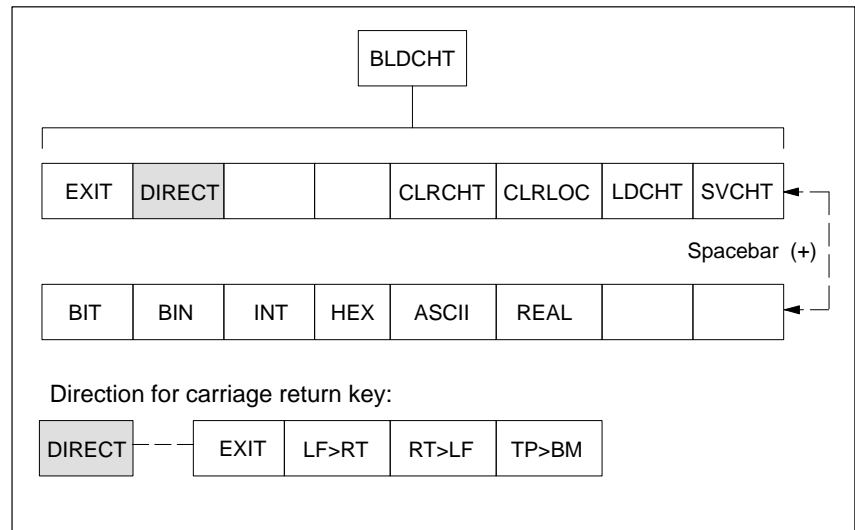 BLDCHT
EXIT DIRECT CLRCHT CLRLOC LDCHT SVCHT
Spacebar (+)
BIT BIN INT HEX ASCII REAL
Direction for carriage return key:
DIRECT EXIT LF>RT RT>LF TP>BM